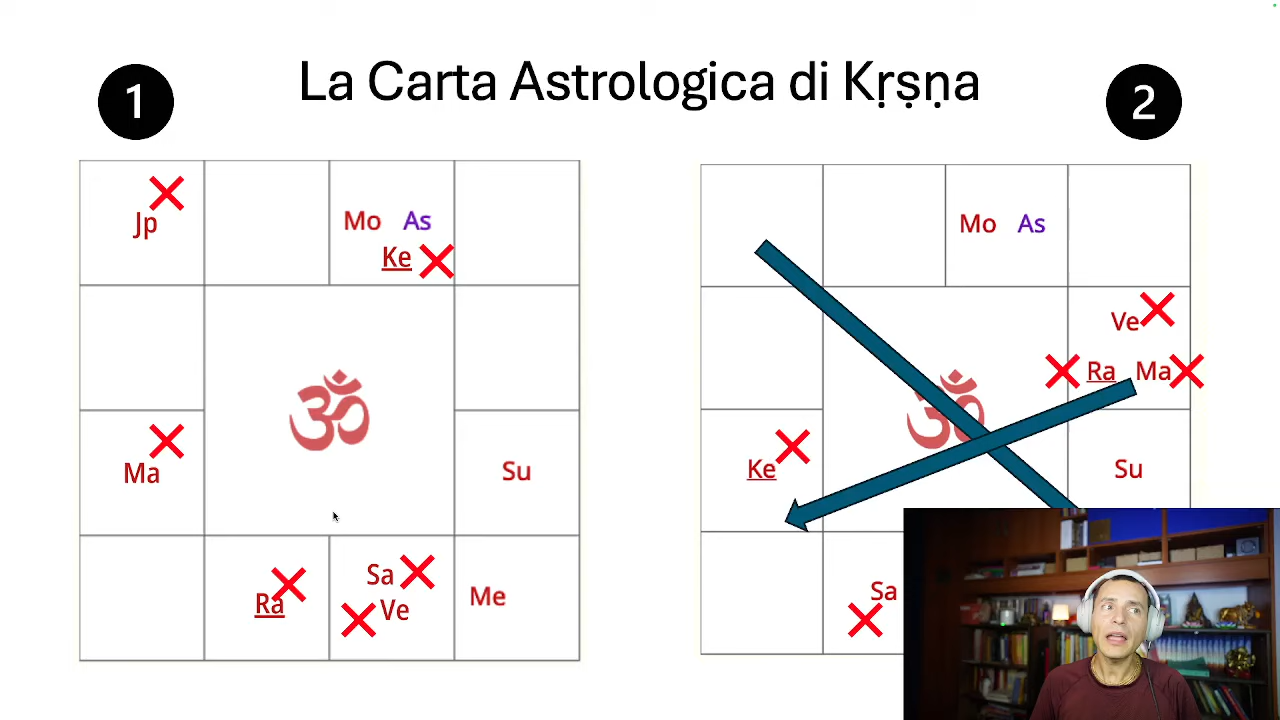 1
La Carta Astrologica di Kṛṣṇa
2
Jp
Mo As
Ke
Ma
ॐ
Su
Ra
Sa
Ve
Me
Mo As
Ve
Ra Ma
Ke
ॐ
Su
Sa